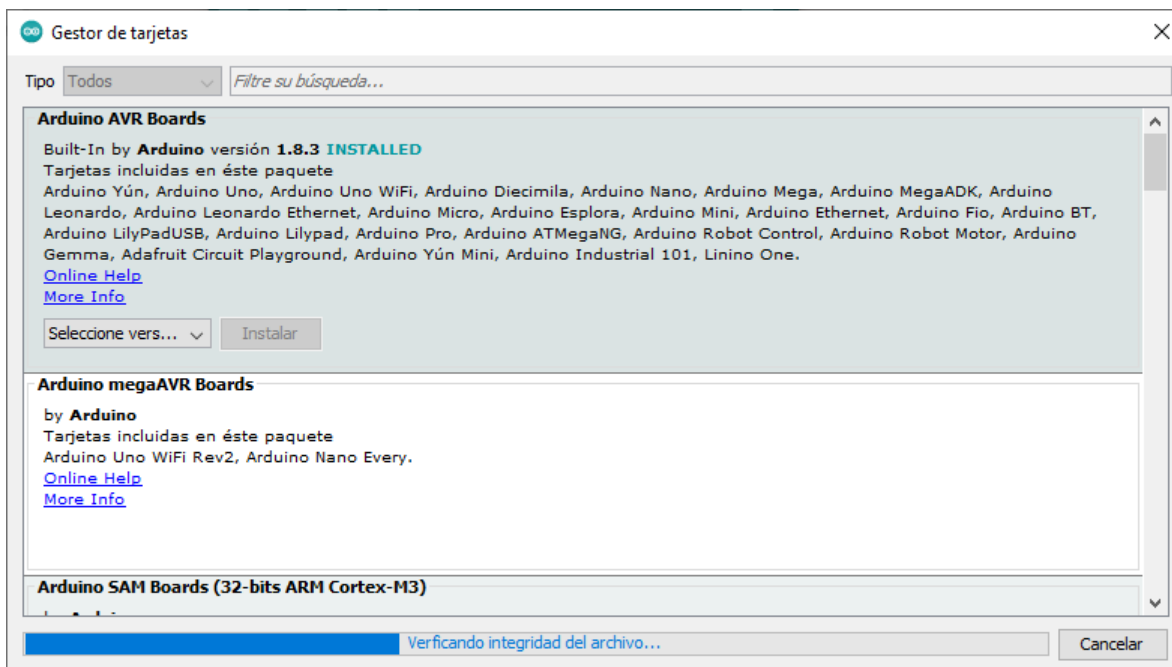 Gestor de tarjetas
Tipo Todos Filtre su búsqueda...
Arduino AVR Boards
Built-In by Arduino versión 1.8.3 INSTALLED
Tarjetas incluidas en éste paquete
Arduino Yún, Arduino Uno, Arduino Uno WiFi, Arduino Diecimila, Arduino Nano, Arduino Mega, Arduino MegaADK, Arduino
Leonardo, Arduino Leonardo Ethernet, Arduino Micro, Arduino Esplora, Arduino Mini, Arduino Ethernet, Arduino Fio, Arduino BT,
Arduino LilyPadUSB, Arduino Lilypad, Arduino Pro, Arduino ATMegaNG, Arduino Robot Control, Arduino Robot Motor, Arduino
Gemma, Adafruit Circuit Playground, Arduino Yún Mini, Arduino Industrial 101, Linino One.
Online Help
More Info
Seleccione vers... Instalar
Arduino megaAVR Boards
by Arduino
Tarjetas incluidas en éste paquete
Arduino Uno WiFi Rev2, Arduino Nano Every.
Online Help
More Info
Arduino SAM Boards (32-bits ARM Cortex-M3)
Verficando integridad del archivo...
Cancelar